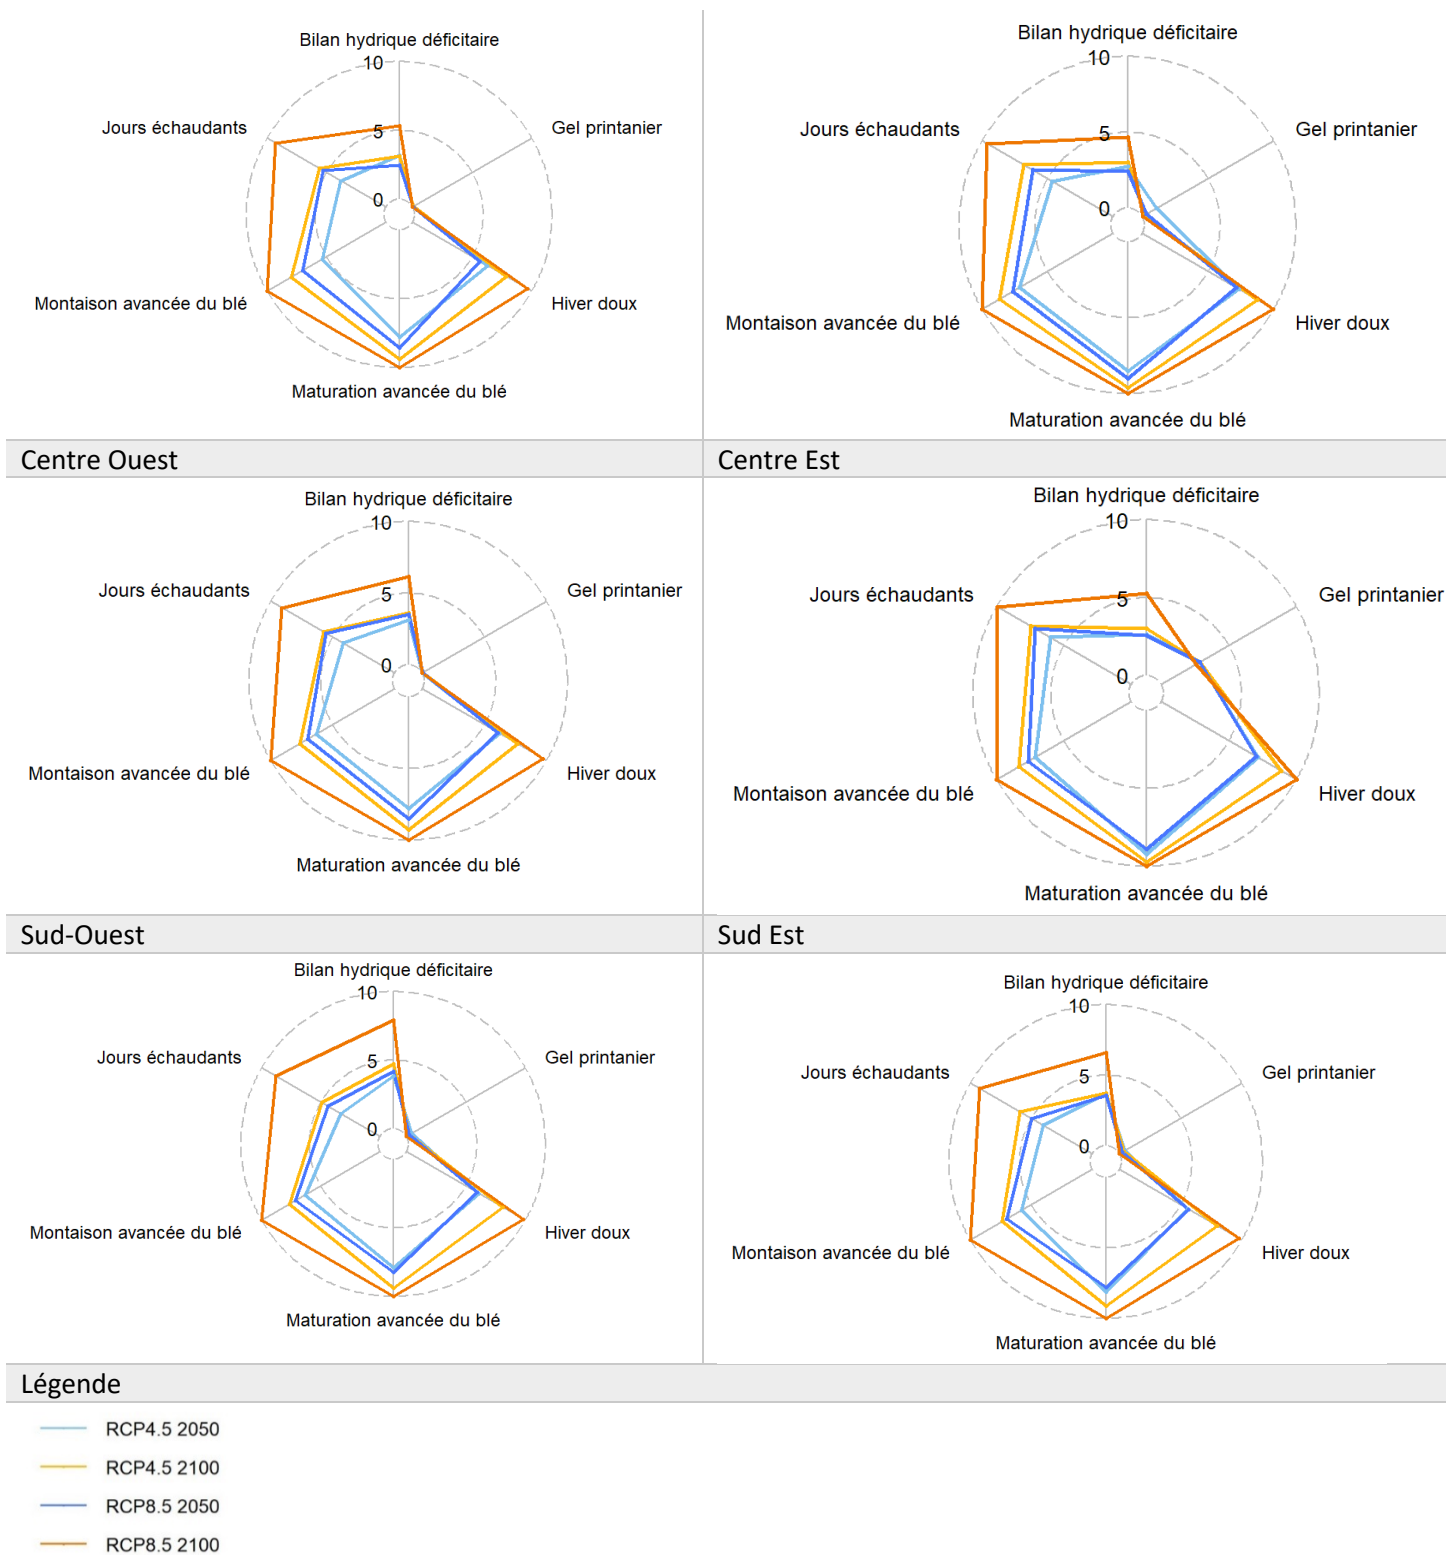 Bilan hydrique déficitaire
10
Jours échaudants
5
Gel printanier
0
Montaison avancée du blé
Hiver doux
Maturation avancée du blé
Bilan hydrique déficitaire
10
Jours échaudants
5
Gel printanier
0
Montaison avancée du blé
Hiver doux
Maturation avancée du blé
Centre Ouest
Centre Est
Bilan hydrique déficitaire
10
Jours échaudants
5
Gel printanier
0
Montaison avancée du blé
Hiver doux
Maturation avancée du blé
Bilan hydrique déficitaire
10
Jours échaudants
5
Gel printanier
0
Montaison avancée du blé
Hiver doux
Maturation avancée du blé
Sud-Ouest
Sud Est
Bilan hydrique déficitaire
10
Jours échaudants
5
Gel printanier
0
Montaison avancée du blé
Hiver doux
Maturation avancée du blé
Bilan hydrique déficitaire
10
Jours échaudants
5
Gel printanier
0
Montaison avancée du blé
Hiver doux
Maturation avancée du blé
Légende
RCP4.5 2050
RCP4.5 2100
RCP8.5 2050
RCP8.5 2100